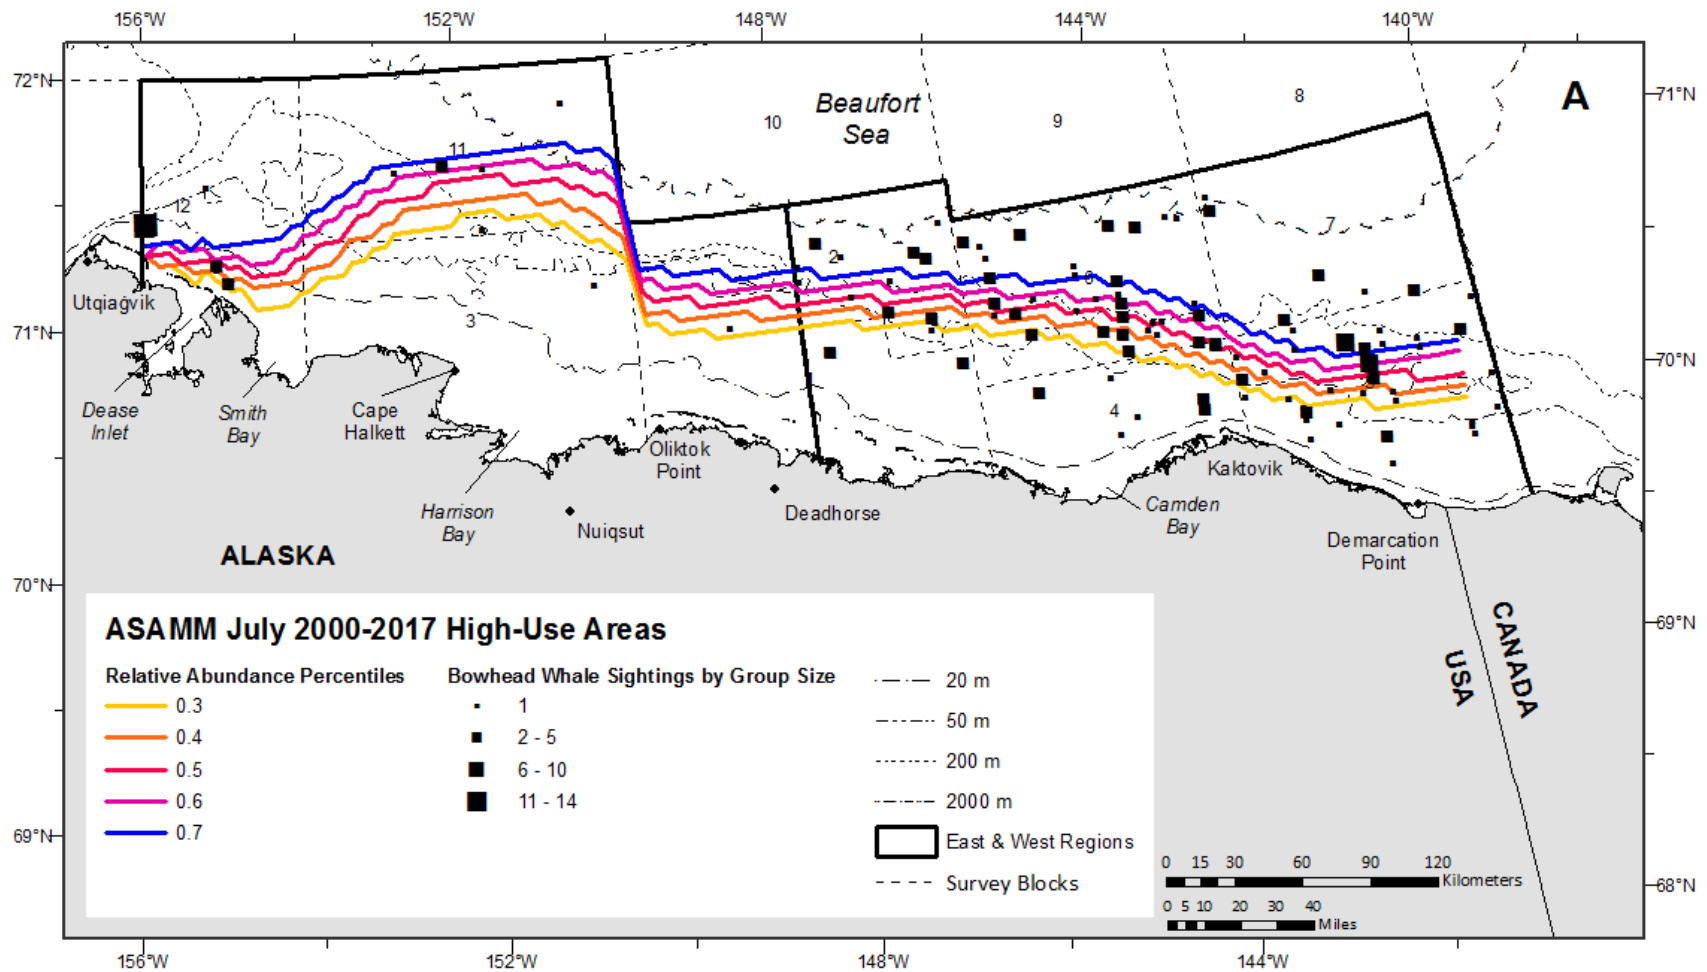 156°W 152°W 148°W 144°W 140°W
72°N
71°N
A
Beaufort
Sea
10
9
8
11
12
7
2
6
3
4
71°N
70°N
Utqiaġvik
Dease
Inlet
Smith
Bay
Cape
Halkett
Harrison
Bay
Oliktok
Point
Nuiqsut
Deadhorse
Kaktovik
Camden
Bay
Demarcation
Point
ALASKA
70°N
69°N
CANADA
USA
ASAMM July 2000-2017 High-Use Areas
Relative Abundance Percentiles
0.3
0.4
0.5
0.6
0.7
Bowhead Whale Sightings by Group Size
1
2 - 5
6 - 10
11 - 14
20 m
50 m
200 m
2000 m
East & West Regions
Survey Blocks
69°N
68°N
0 15 30 60 90 120
Kilometers
0 5 10 20 30 40
Miles
156°W 152°W 148°W 144°W